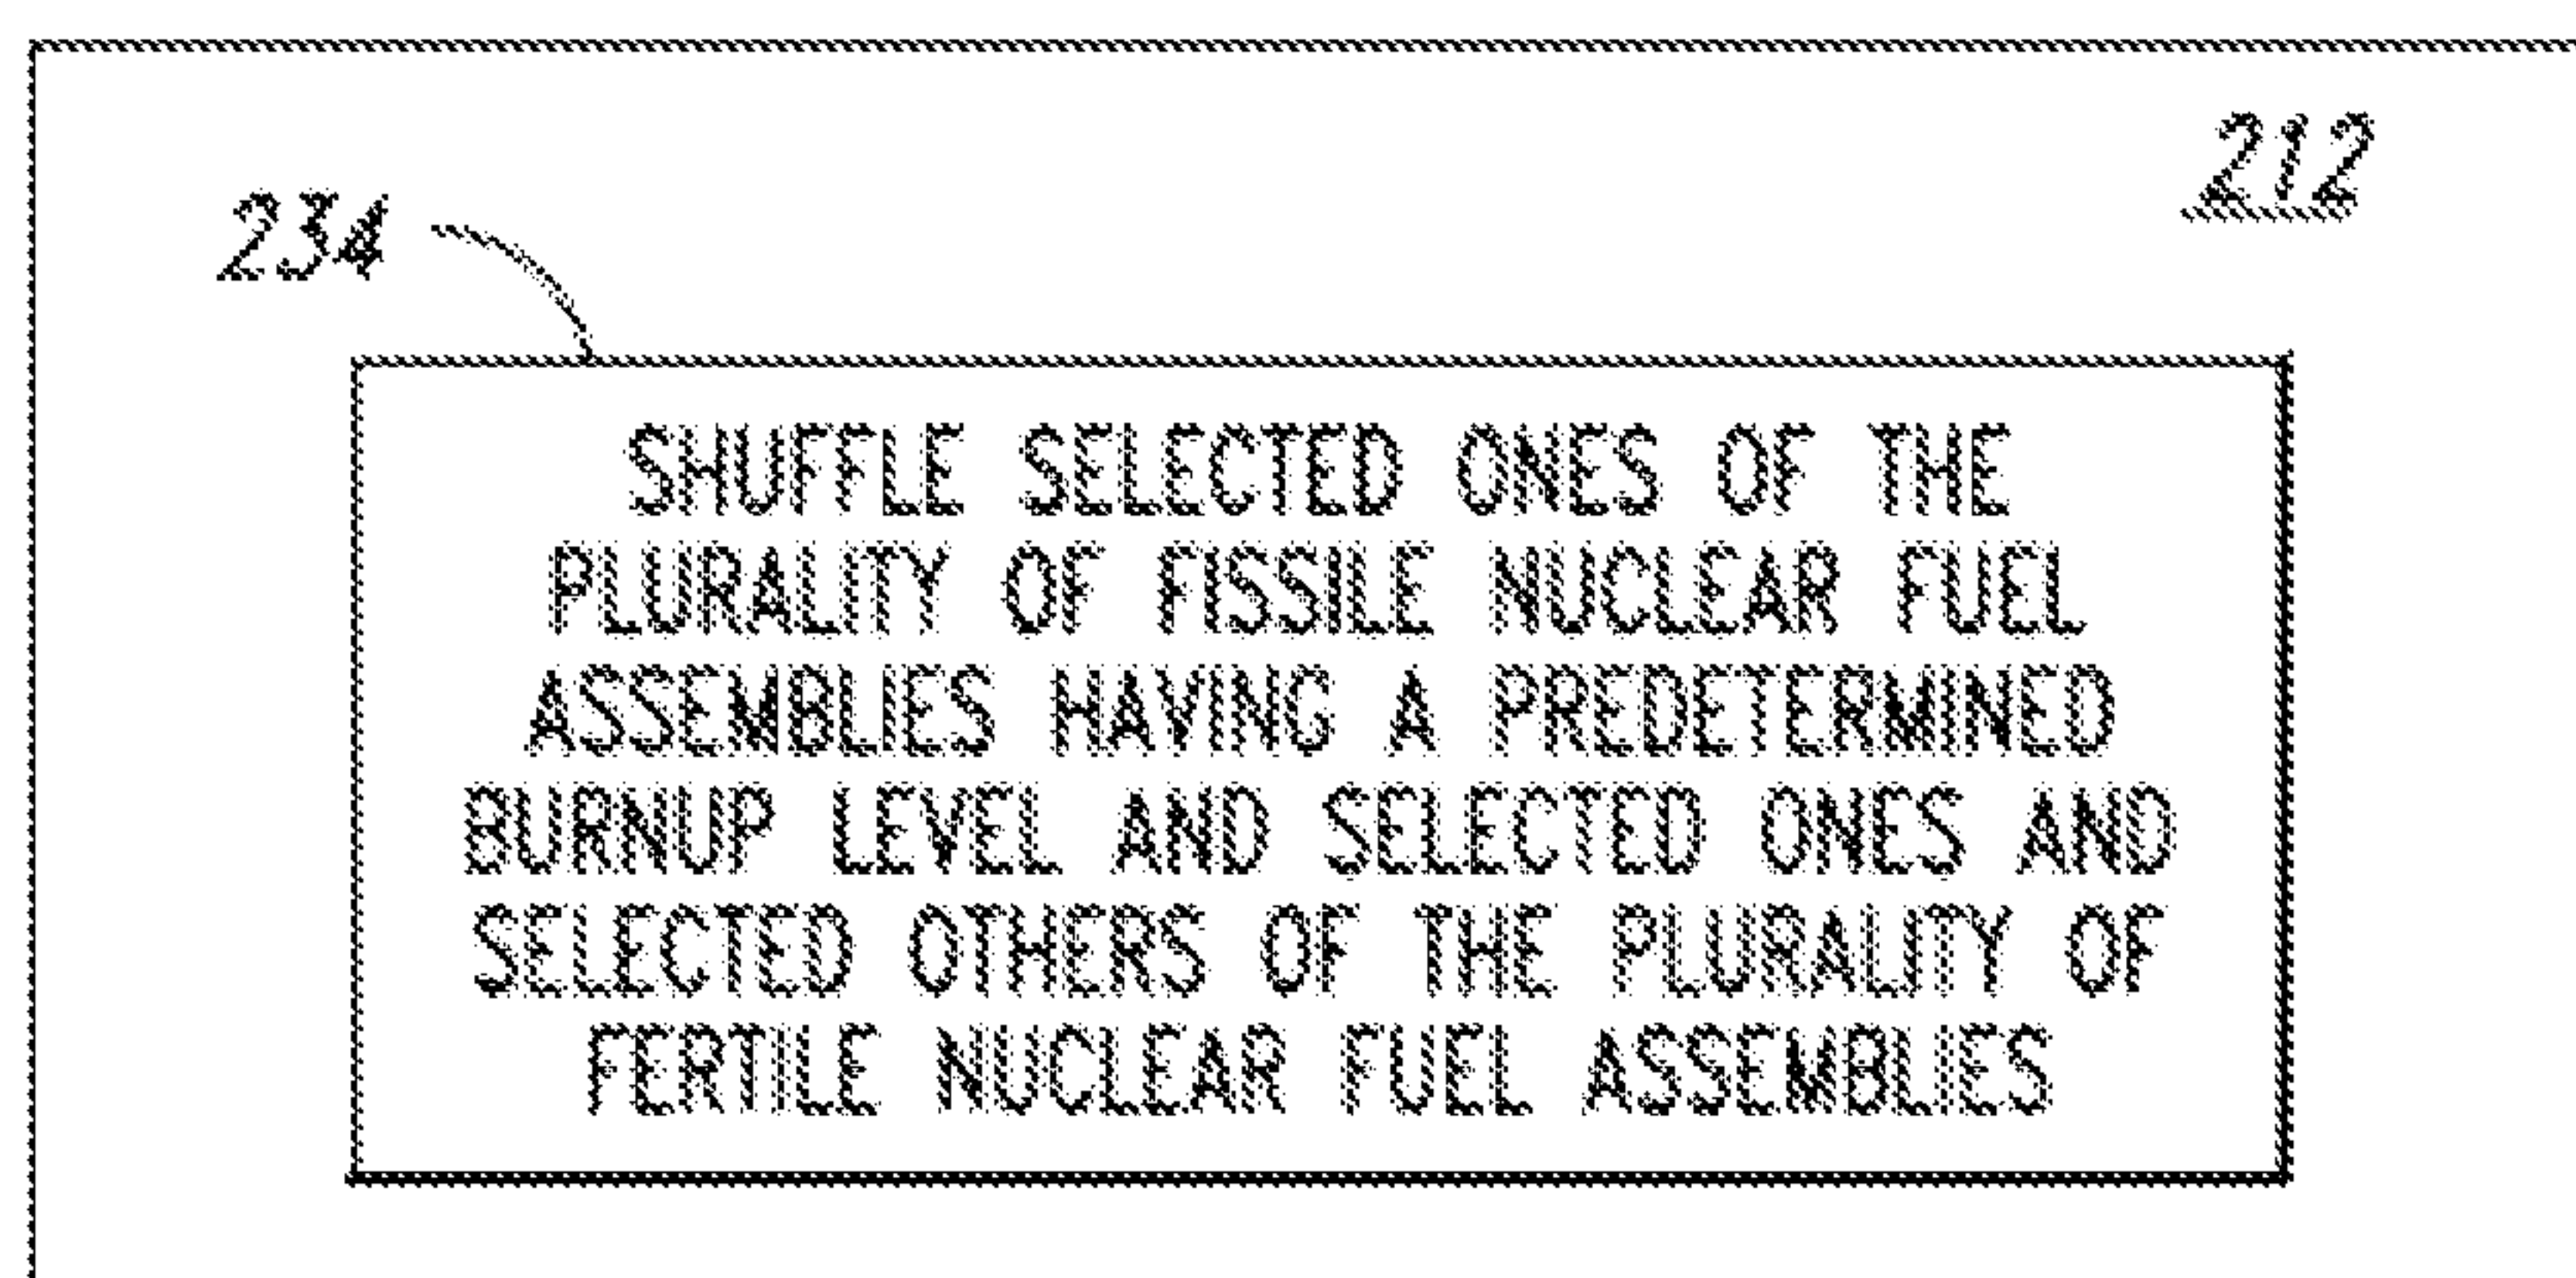 212
234
SHUFFLE SELECTED ONES OF THE
PLURALITY OF FISSILE NUCLEAR FUEL
ASSEMBLIES HAVING A PREDETERMINED
BURNUP LEVEL AND SELECTED ONES AND
SELECTED OTHERS OF THE PLURALITY OF
FERTILE NUCLEAR FUEL ASSEMBLIES